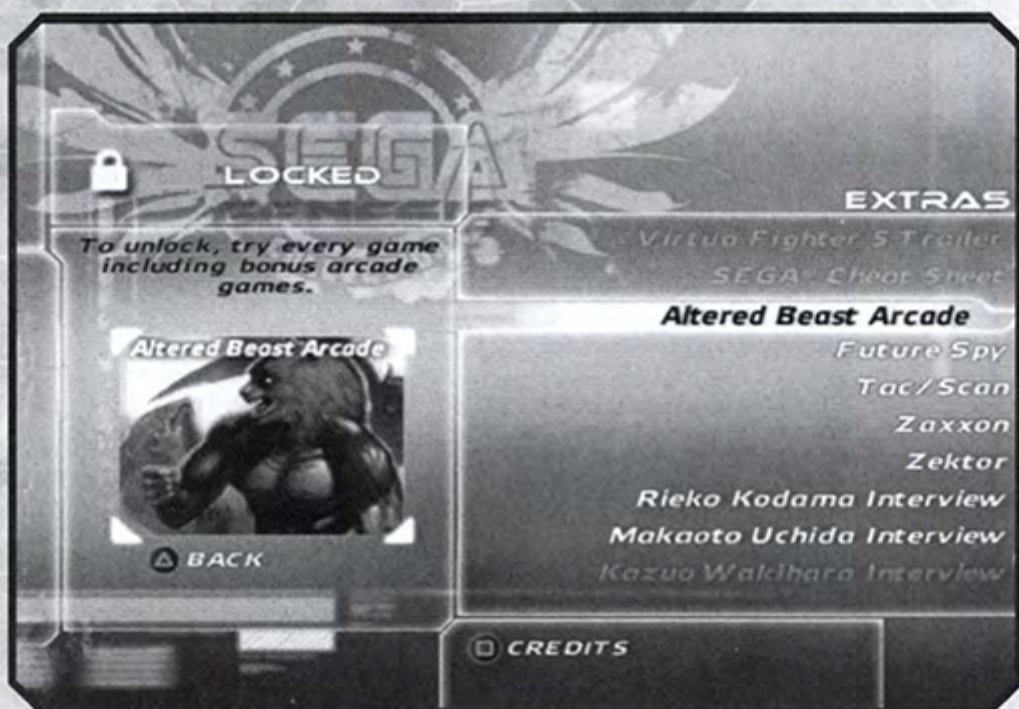 SEGA
LOCKED
To unlock, try every game
including bonus arcade
games.
Altered Beast Arcade
BACK
EXTRAS
Virtua Fighter 5 Trailer
SEGA® Cheat Sheet
Altered Beast Arcade
Future Spy
Tac/Scan
Zaxxon
Zektor
Rieko Kodama Interview
Makaoto Uchida Interview
Kazuo Wakihara Interview
CREDITS